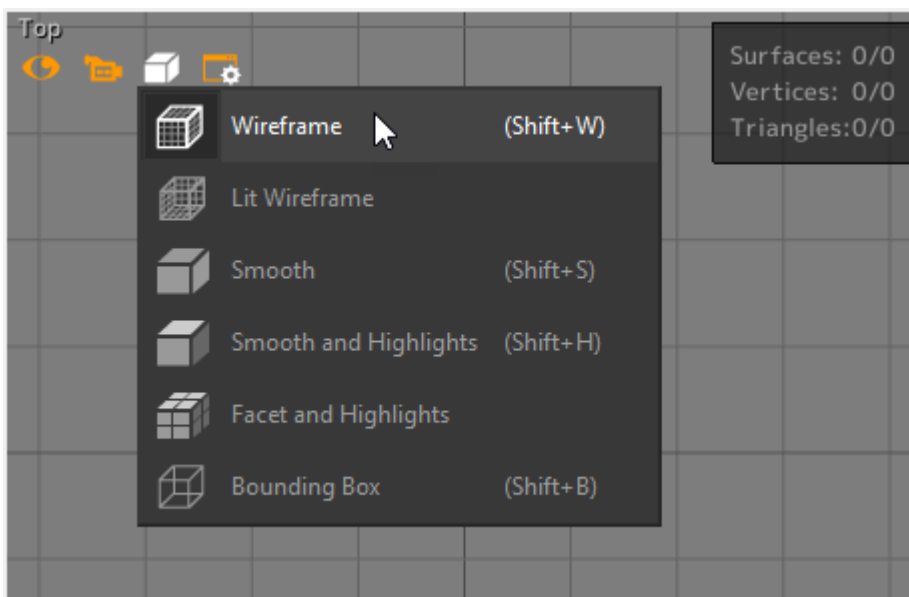 Top
Surfaces: 0/0
Vertices: 0/0
Triangles:0/0
Wireframe (Shift+W)
Lit Wireframe
Smooth (Shift+S)
Smooth and Highlights (Shift+H)
Facet and Highlights
Bounding Box (Shift+B)